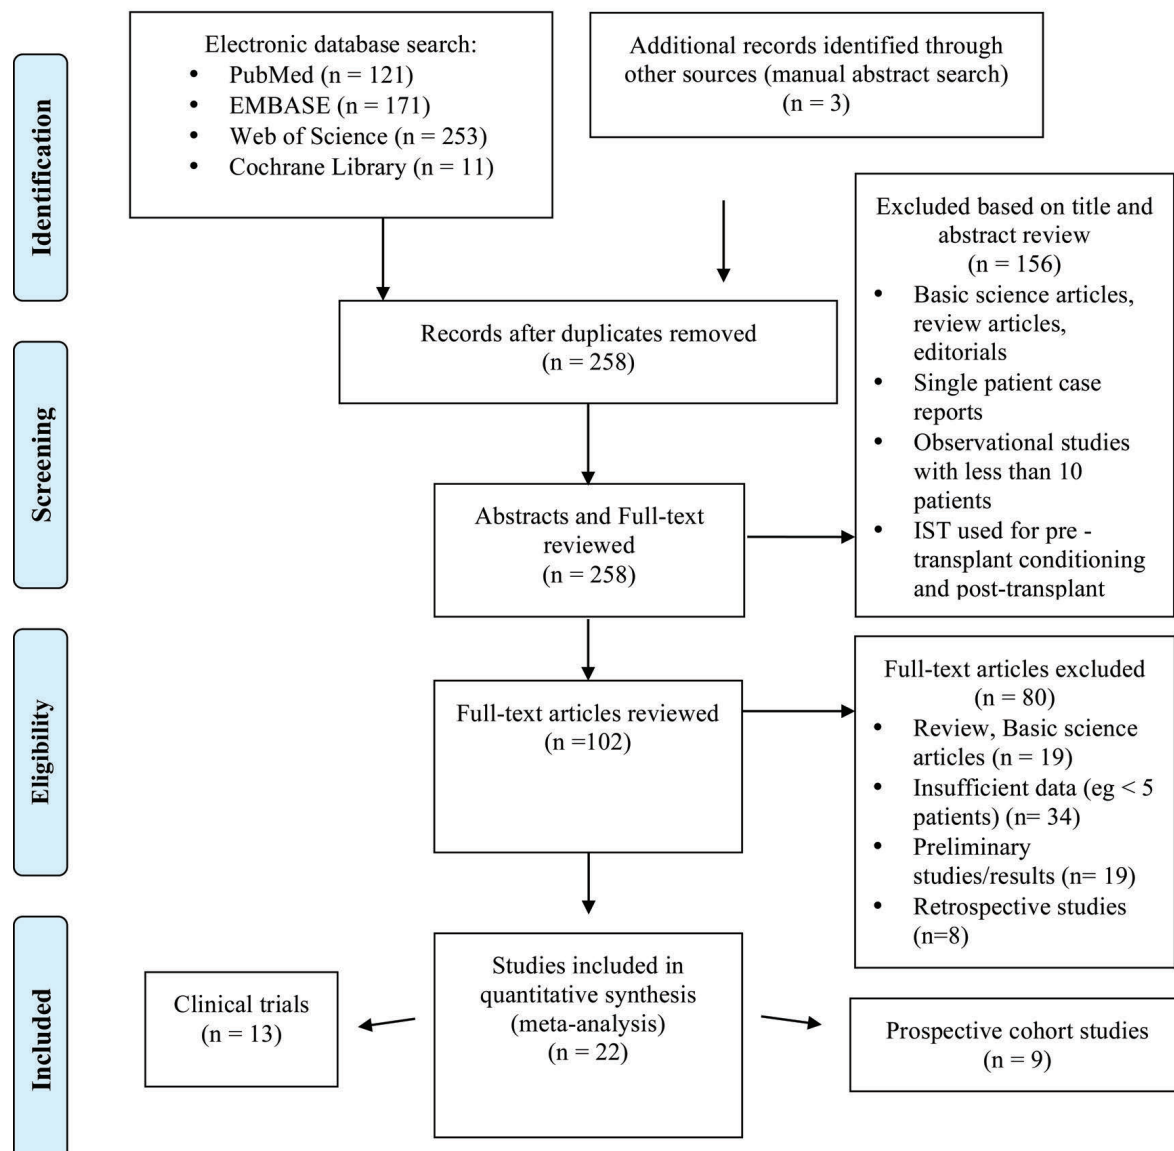 Identification
Electronic database search:
• PubMed (n = 121)
• EMBASE (n = 171)
• Web of Science (n = 253)
• Cochrane Library (n = 11)
Additional records identified through
other sources (manual abstract search)
(n = 3)
Excluded based on title and
abstract review
(n = 156)
• Basic science articles,
review articles,
editorials
• Single patient case
reports
• Observational studies
with less than 10
patients
• IST used for pre -
transplant conditioning
and post-transplant
Records after duplicates removed
(n = 258)
Screening
Abstracts and Full-text
reviewed
(n = 258)
Eligibility
Full-text articles reviewed
(n =102)
Full-text articles excluded
(n = 80)
• Review, Basic science
articles (n = 19)
• Insufficient data (eg < 5
patients) (n= 34)
• Preliminary
studies/results (n= 19)
• Retrospective studies
(n=8)
Included
Clinical trials
(n = 13)
Studies included in
quantitative synthesis
(meta-analysis)
(n = 22)
Prospective cohort studies
(n = 9)